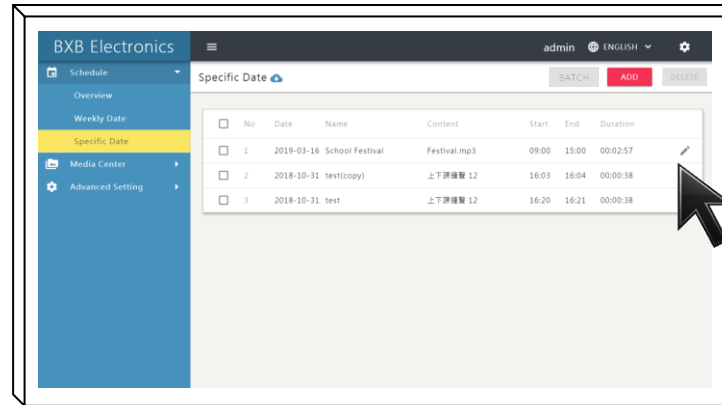 BXB Electronics
admin ENGLISH
Schedule
Overview
Weekly Date
Specific Date
Media Center
Advanced Setting
Specific Date
BATCH ADD DELETE
No Date Name Content Start End Duration
1 2019-03-16 School Festival Festival.mp3 09:00 15:00 00:02:57
2 2018-10-31 test(copy) 上下課鐘聲 12 16:03 16:04 00:00:38
3 2018-10-31 test 上下課鐘聲 12 16:20 16:21 00:00:38